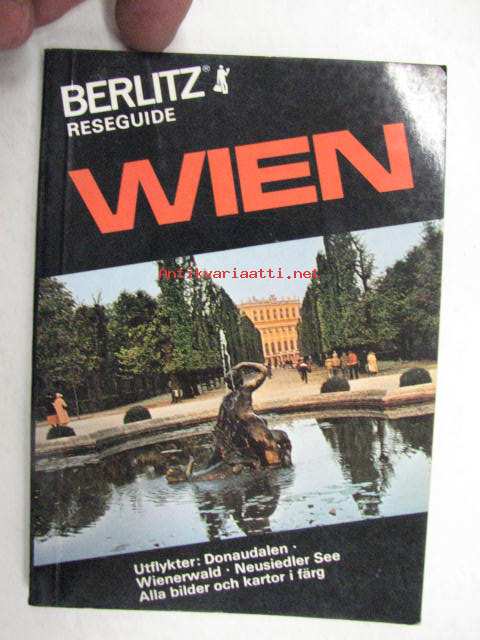 BERLITZ®
RESEGUIDE
WIEN
Antikvariaatti.net
Utflykter: Donaudalen ·
Wienerwald · Neusiedler See
Alla bilder och kartor i färg